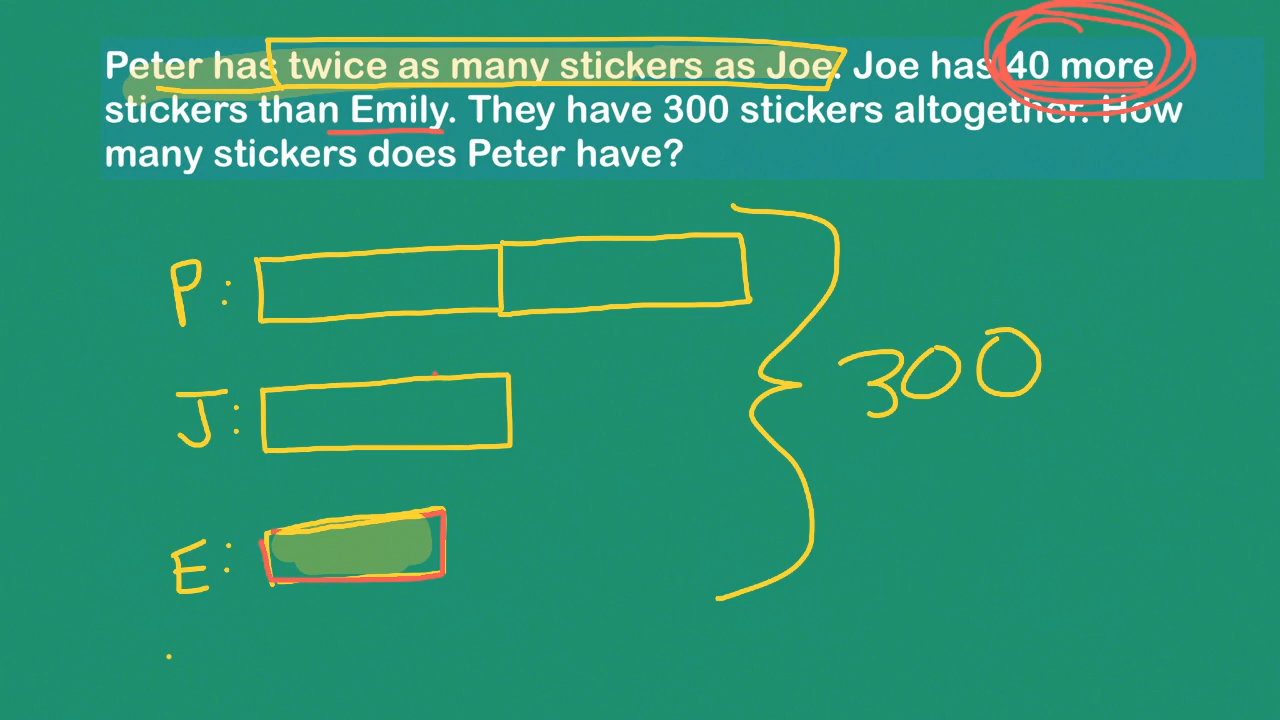 Peter has twice as many stickers as Joe. Joe has 40 more
stickers than Emily. They have 300 stickers altogether. How
many stickers does Peter have?
P:
J:
300
E: